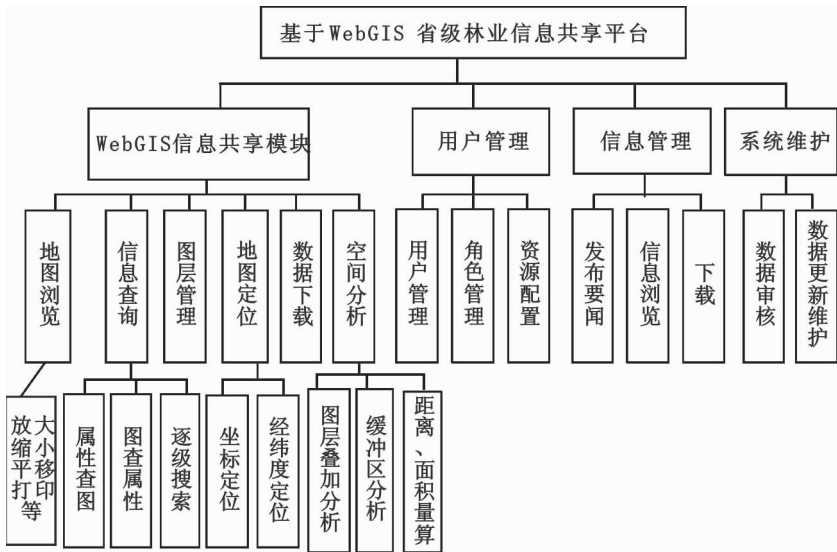 基于WebGIS 省级林业信息共享平台
WebGIS信息共享模块
用户管理
信息管理
系统维护
地图浏览
信息查询
图层管理
地图定位
数据下载
空间分析
用户管理
角色管理
资源配置
发布要闻
信息浏览
下载
数据审核
数据更新维护
大小移印
放缩平打等
属性查图
图查属性
逐级搜索
坐标定位
经纬度定位
图层叠加分析
缓冲区分析
距离、面积量算